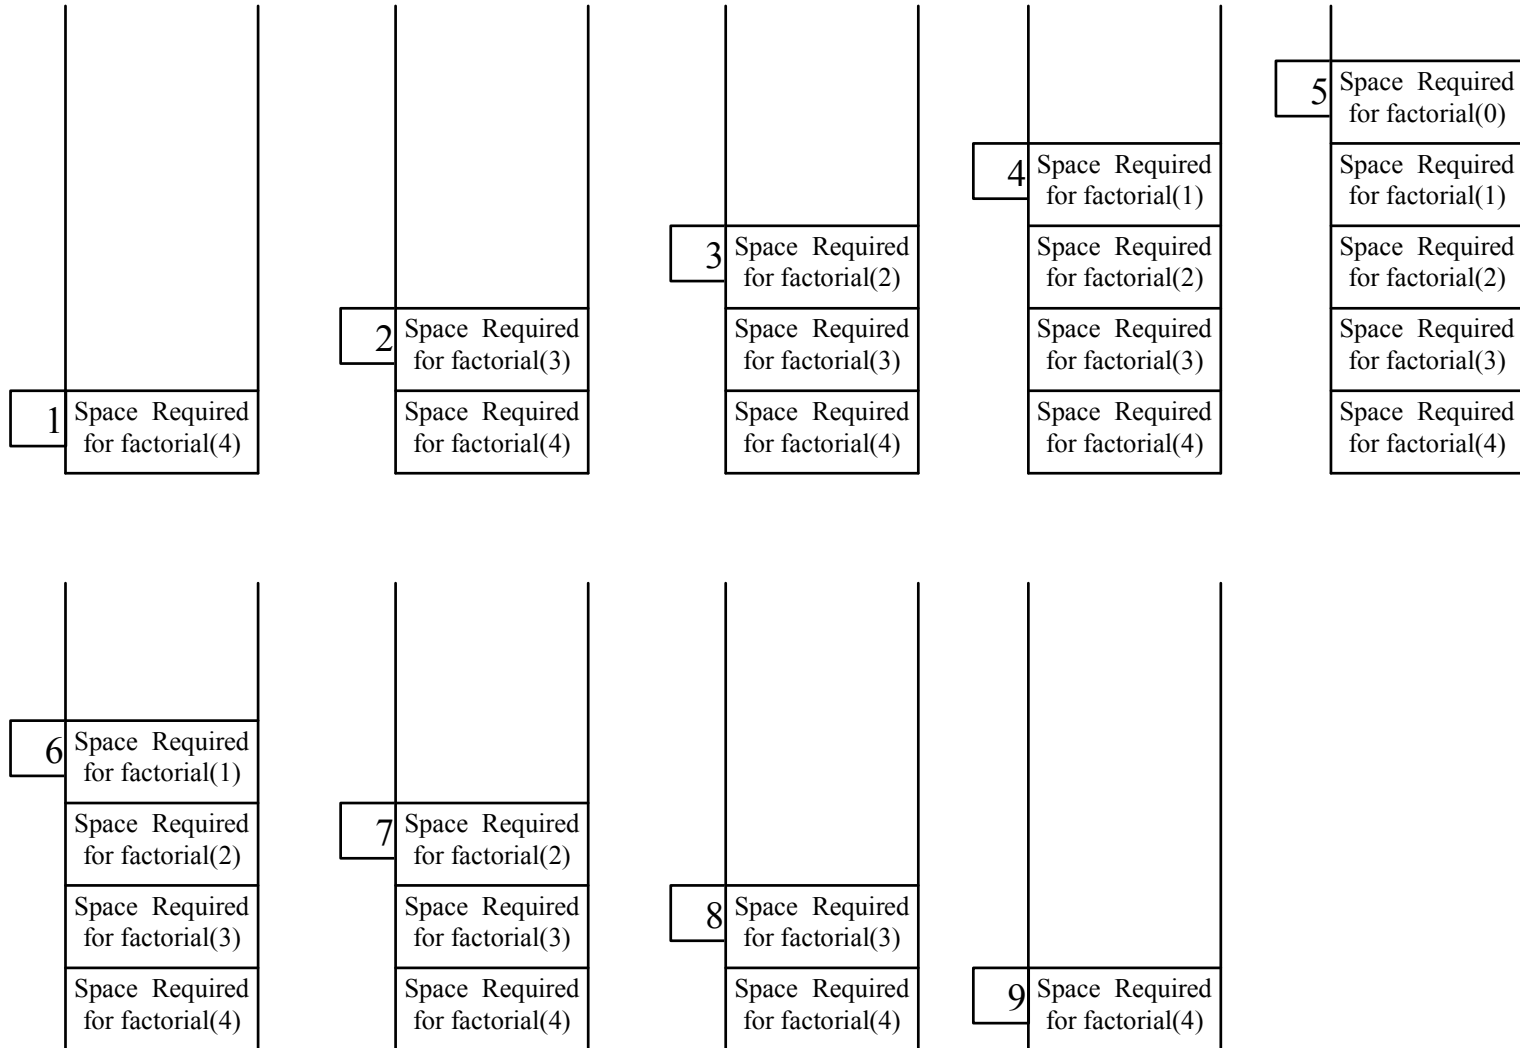 1
Space Required
for factorial(4)
2
Space Required
for factorial(3)
Space Required
for factorial(4)
3
Space Required
for factorial(2)
Space Required
for factorial(3)
Space Required
for factorial(4)
4
Space Required
for factorial(1)
Space Required
for factorial(2)
Space Required
for factorial(3)
Space Required
for factorial(4)
5
Space Required
for factorial(0)
Space Required
for factorial(1)
Space Required
for factorial(2)
Space Required
for factorial(3)
Space Required
for factorial(4)
6
Space Required
for factorial(1)
Space Required
for factorial(2)
Space Required
for factorial(3)
Space Required
for factorial(4)
7
Space Required
for factorial(2)
Space Required
for factorial(3)
Space Required
for factorial(4)
8
Space Required
for factorial(3)
Space Required
for factorial(4)
9
Space Required
for factorial(4)